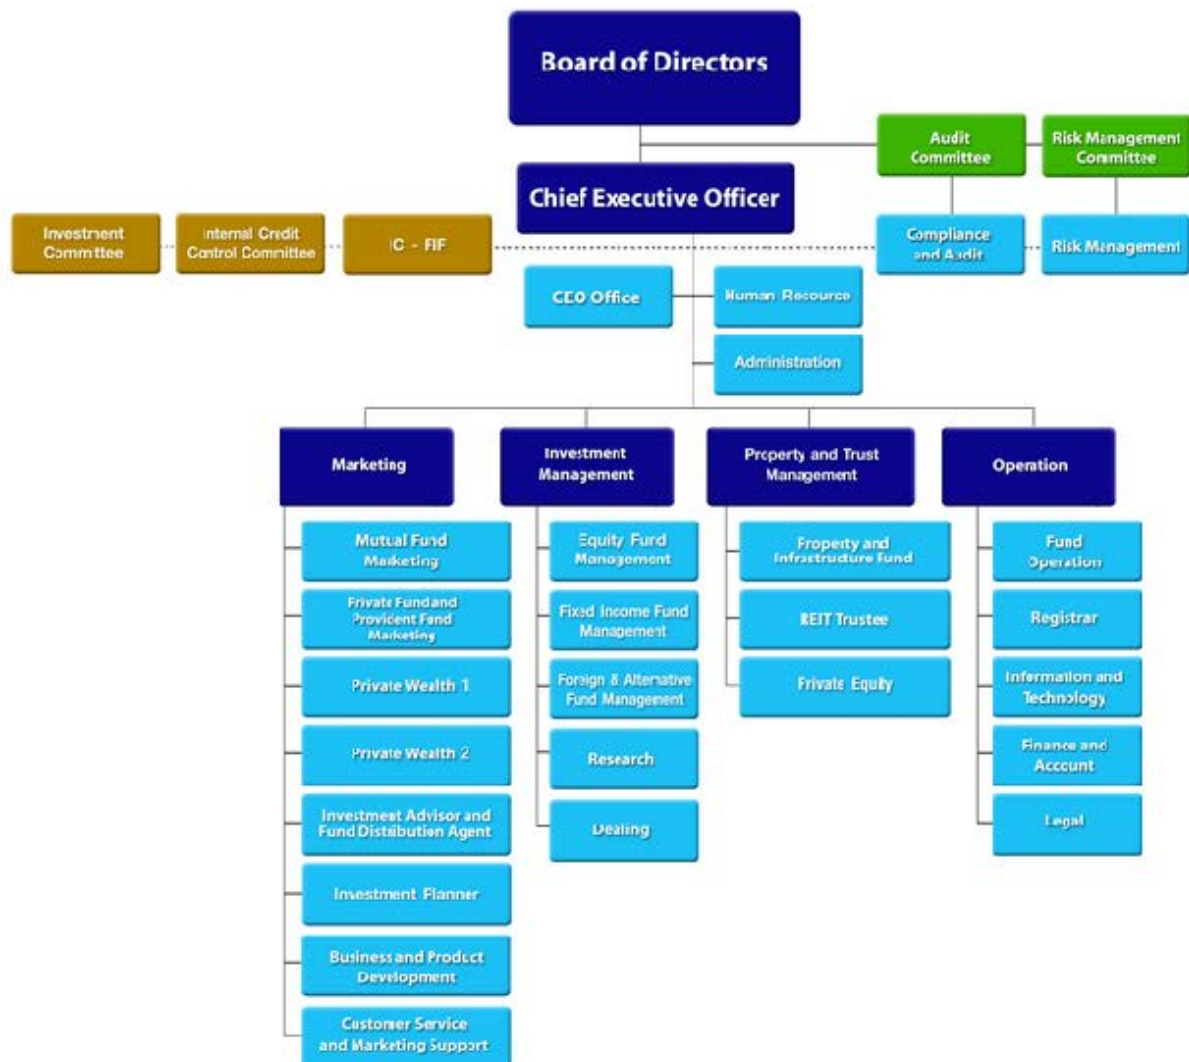 Board of Directors
Audit
Committee
Risk Management
Committee
Chief Executive Officer
Investment
Committee
Internal Credit
Control Committee
IC - FIF
Compliance
and Audit
Risk Management
CEO Office
Human Resource
Administration
Marketing
Investment
Management
Property and Trust
Management
Operation
Mutual Fund
Marketing
Private Fund and
Provident Fund
Marketing
Private Wealth 1
Private Wealth 2
Investment Advisor and
Fund Distribution Agent
Investment Planner
Business and Product
Development
Customer Service
and Marketing Support
Equity Fund
Management
Fixed Income Fund
Management
Foreign & Alternative
Fund Management
Research
Dealing
Property and
Infrastructure Fund
REIT Trustee
Private Equity
Fund
Operation
Registrar
Information and
Technology
Finance and
Account
Legal